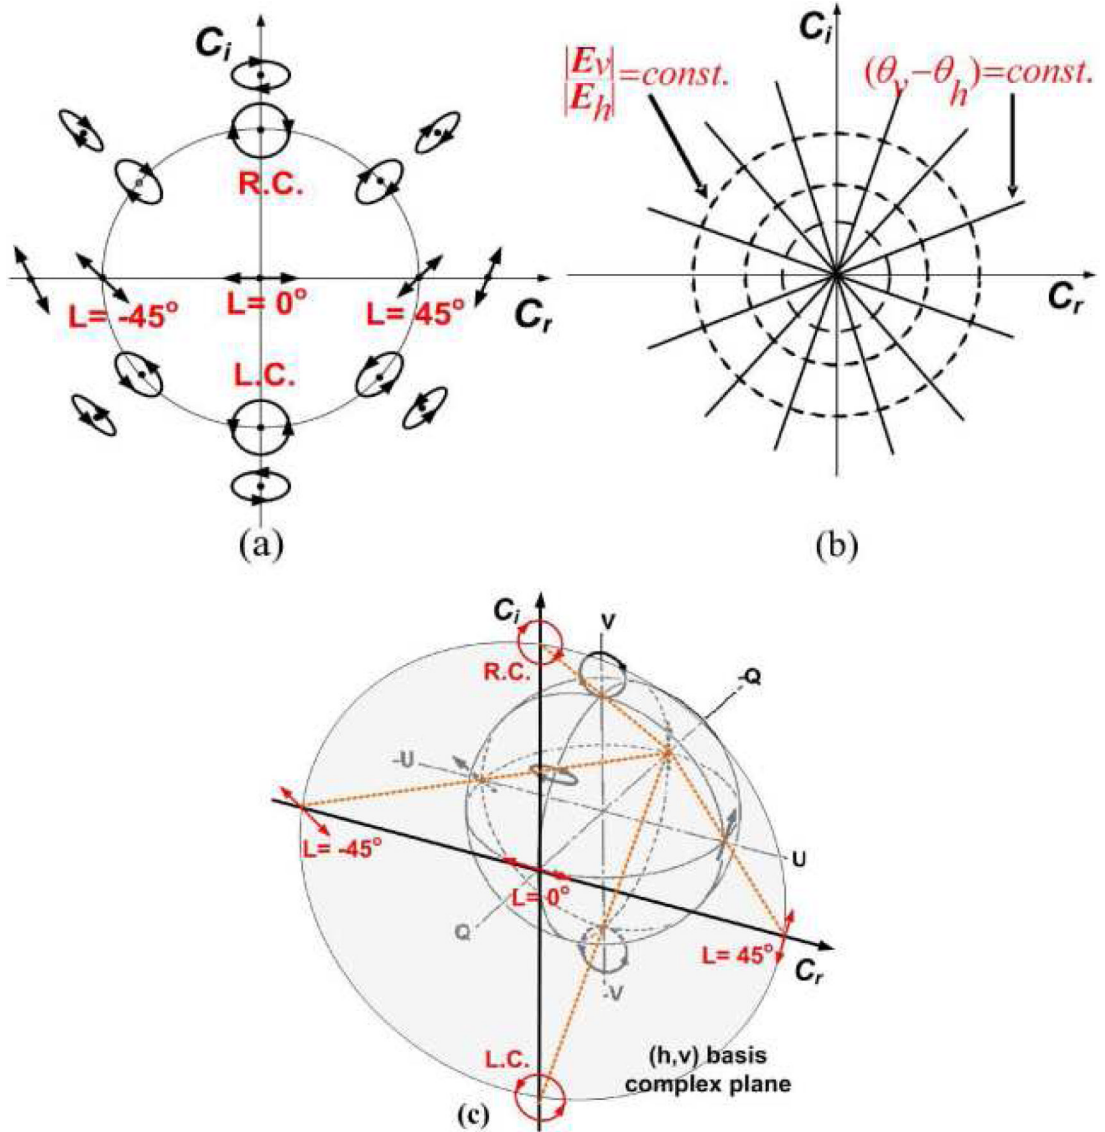 Ci
R.C.
L= -45°
L= 0°
L= 45°
Cr
L.C.
(a)
Ci
|Ev|
|Eh|
=const.
(θv−θh)=const.
Cr
(b)
Ci
V
R.C.
-Q
-U
L= -45°
U
L= 0°
Q
L= 45°
Cr
-V
L.C.
(h,v) basis
complex plane
(c)